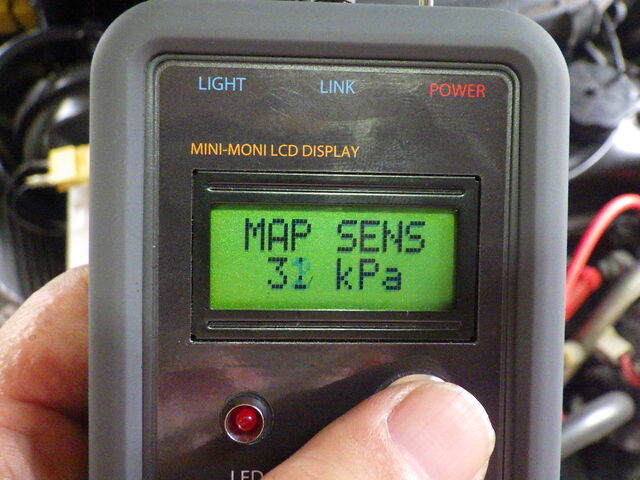 LIGHT LINK POWER
MINI-MONI LCD DISPLAY
MAP SENS
kPa
LED